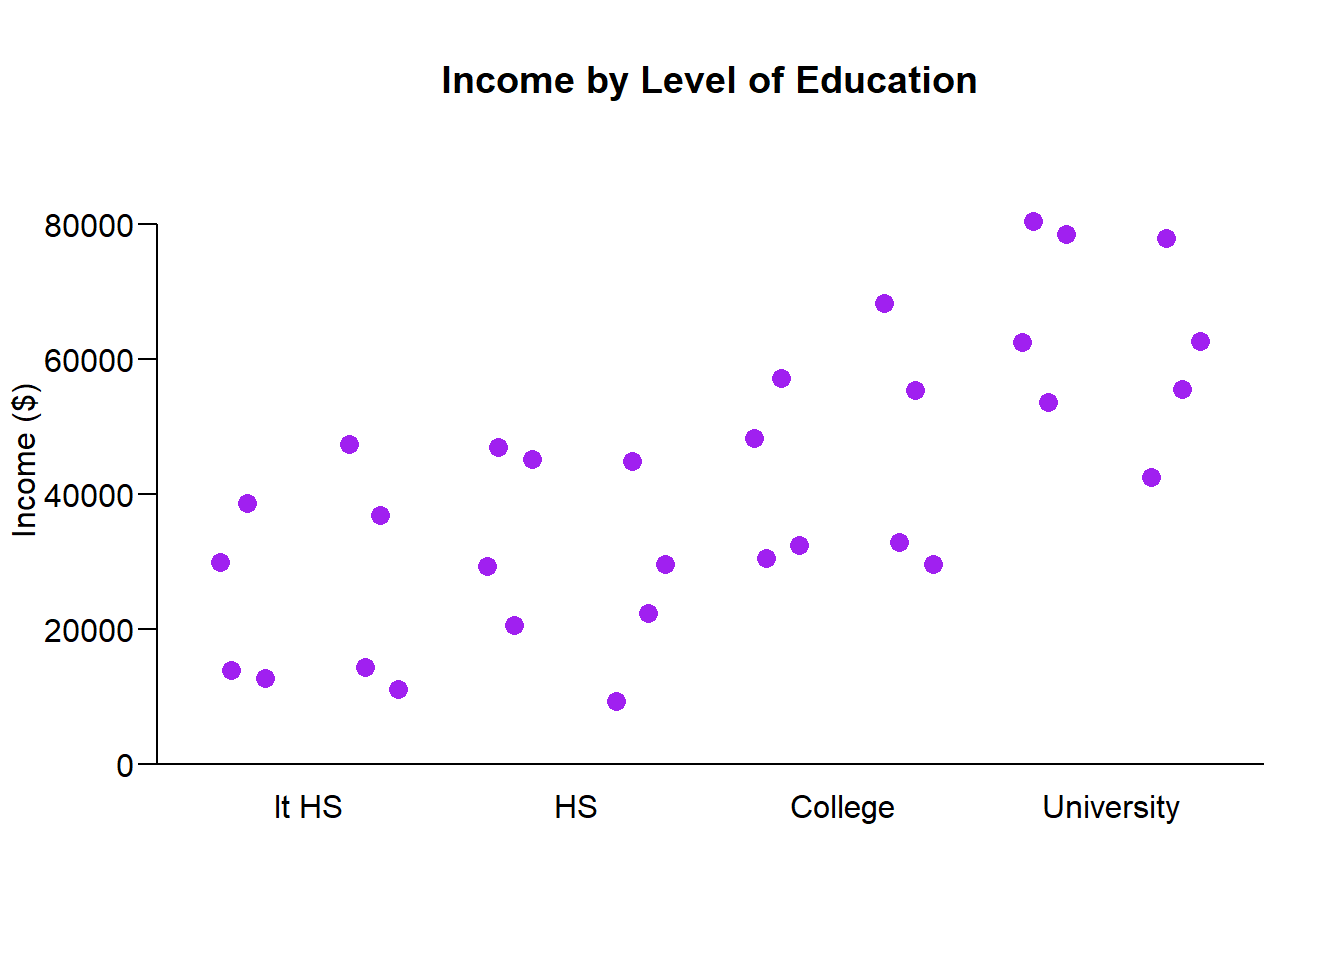 Income by Level of Education
80000
60000
40000
20000
0
Income ($)
lt HS
HS
College
University